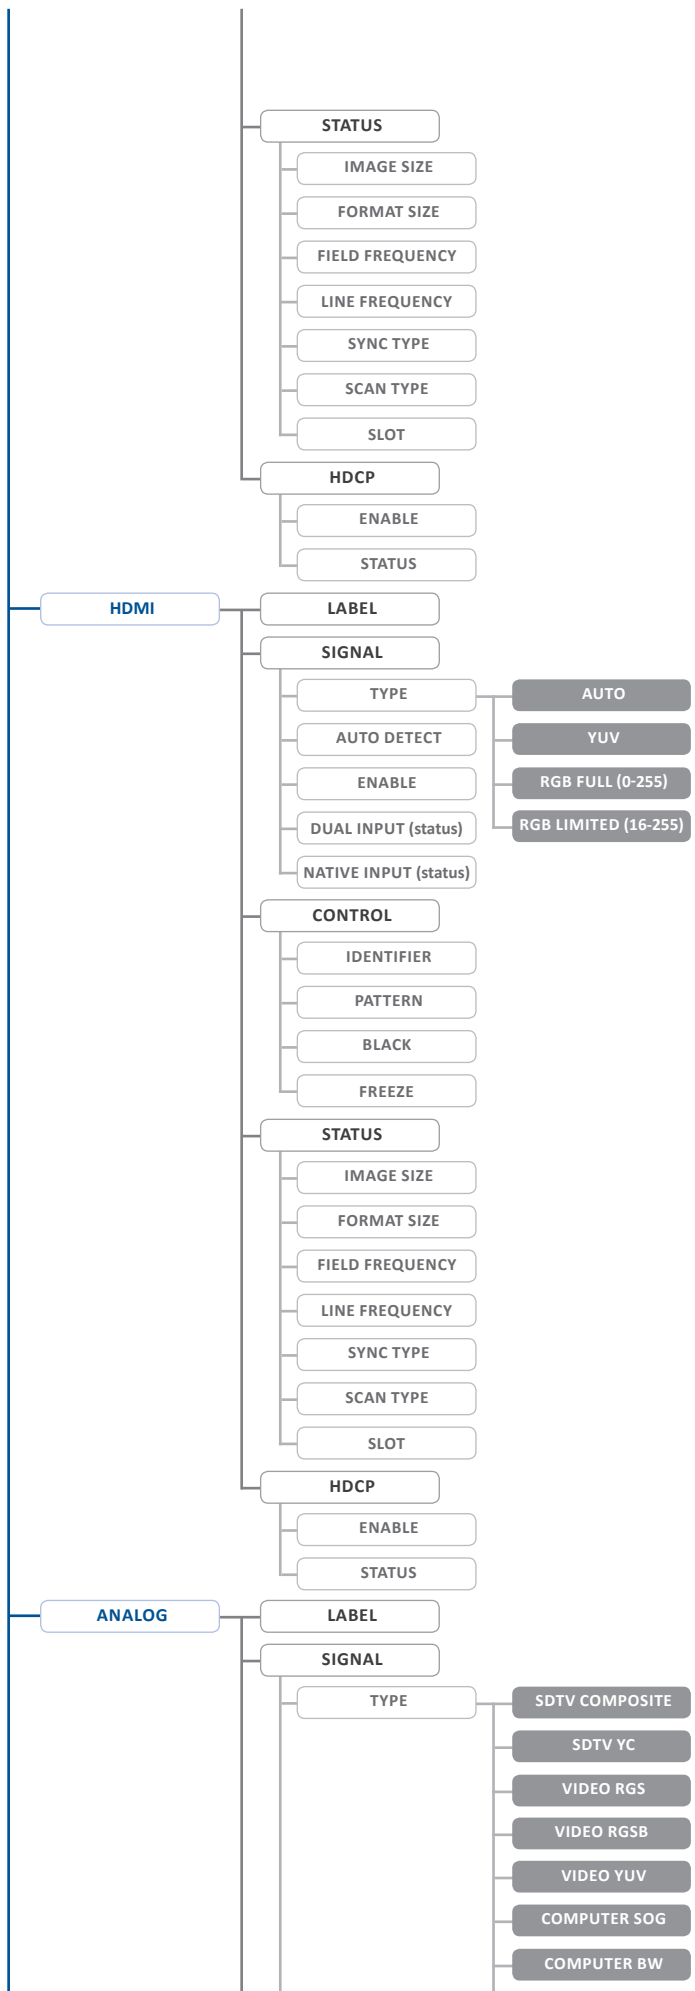 STATUS
IMAGE SIZE
FORMAT SIZE
FIELD FREQUENCY
LINE FREQUENCY
SYNC TYPE
SCAN TYPE
SLOT
HDCP
ENABLE
STATUS
HDMI
LABEL
SIGNAL
TYPE
AUTO
AUTO DETECT
YUV
ENABLE
RGB FULL (0-255)
DUAL INPUT (status)
RGB LIMITED (16-255)
NATIVE INPUT (status)
CONTROL
IDENTIFIER
PATTERN
BLACK
FREEZE
STATUS
IMAGE SIZE
FORMAT SIZE
FIELD FREQUENCY
LINE FREQUENCY
SYNC TYPE
SCAN TYPE
SLOT
HDCP
ENABLE
STATUS
ANALOG
LABEL
SIGNAL
TYPE
SDTV COMPOSITE
SDTV YC
VIDEO RGS
VIDEO RGSB
VIDEO YUV
COMPUTER SOG
COMPUTER BW